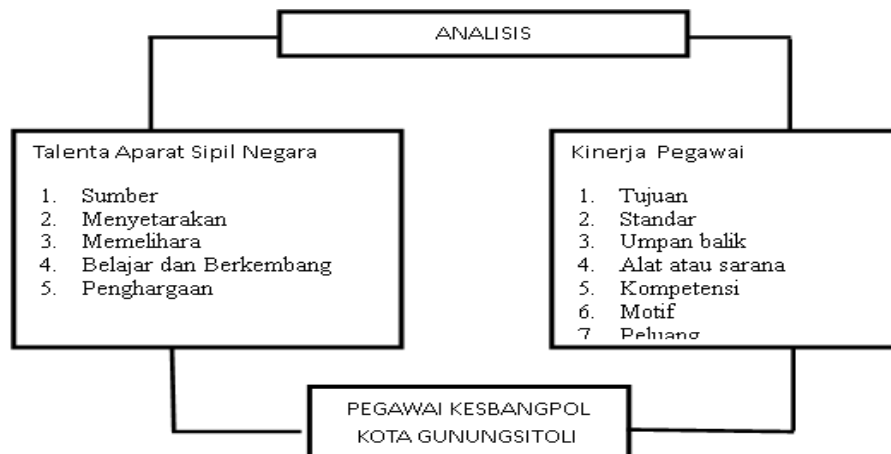 ANALISIS
Talenta Aparat Sipil Negara
1. Sumber
2. Menyetarakan
3. Memelihara
4. Belajar dan Berkembang
5. Penghargaan
Kinerja Pegawai
1. Tujuan
2. Standar
3. Umpan balik
4. Alat atau sarana
5. Kompetensi
6. Motif
7. Peluang
PEGAWAI KESBANGPOL
KOTA GUNUNGSITOLI